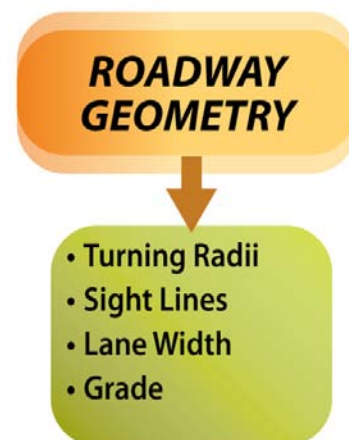 ROADWAY
GEOMETRY
• Turning Radii
• Sight Lines
• Lane Width
• Grade